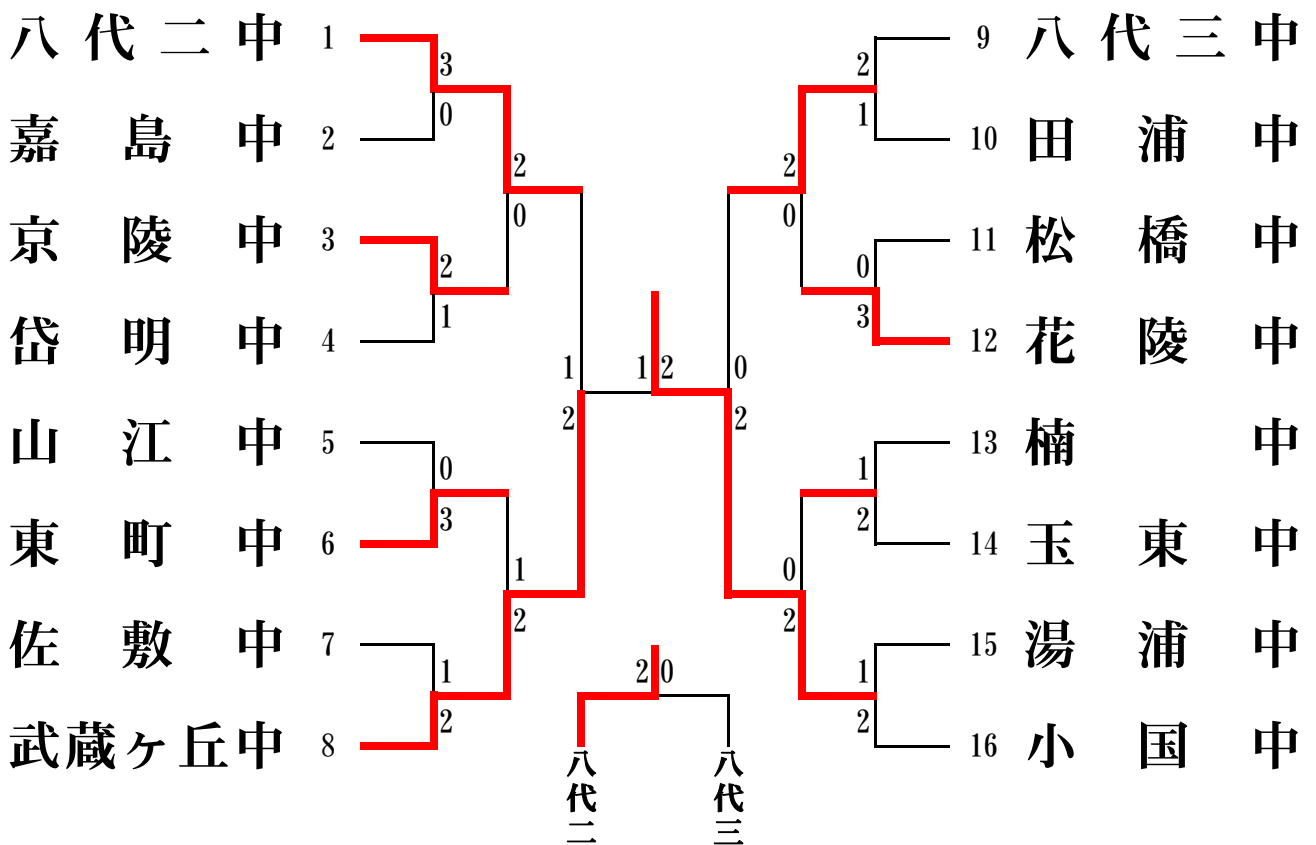 八代二中 1 9 八代三中
3 2
0 1
嘉島中 2 10 田浦中
2 2
0 0
京陵中 3 11 松橋中
2 0
1 3
岱明中 4 12 花陵中
1 1 2 0
2 2
山江中 5 13 楠中
0 1
3 2
東町中 6 14 玉東中
1 0
2 2
佐敷中 7 15 湯浦中
1 2 0 1
2 2
武蔵ヶ丘中 8 16 小国中
八代二 八代三